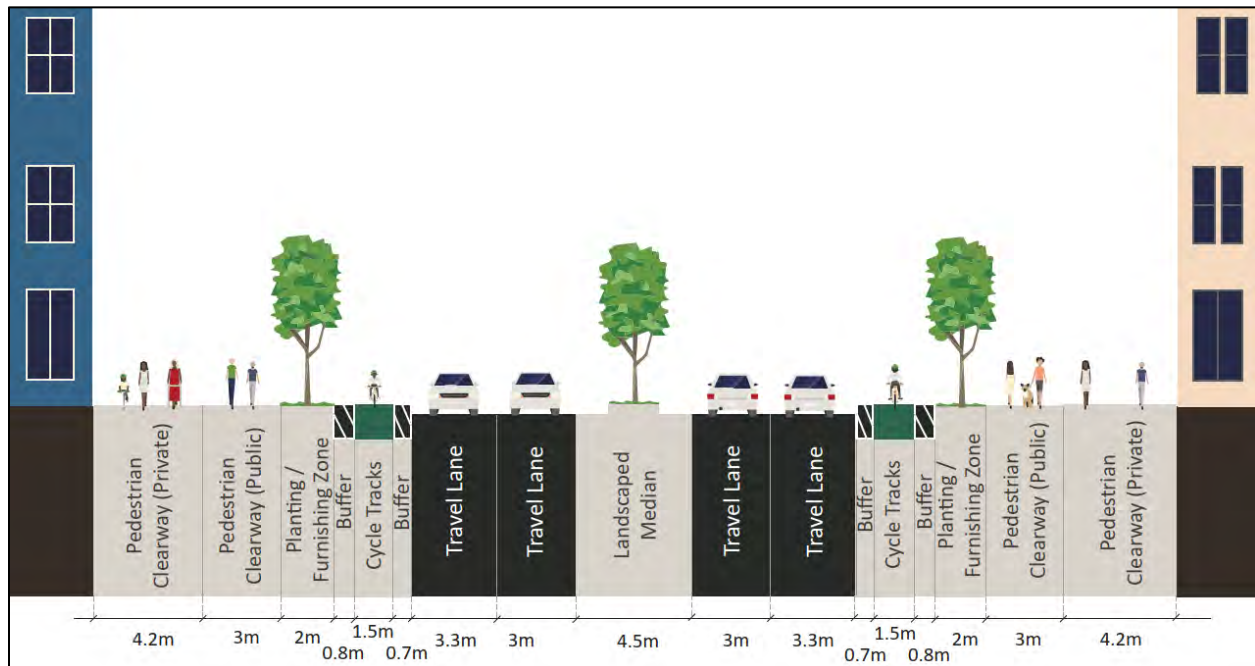 Pedestrian
Clearway (Private)
Pedestrian
Clearway (Public)
Planting /
Furnishing Zone
Buffer
Cycle Tracks
Buffer
Travel Lane
Travel Lane
Landscaped
Median
Travel Lane
Travel Lane
Buffer
Cycle Tracks
Buffer
Planting /
Furnishing Zone
Pedestrian
Clearway (Public)
Pedestrian
Clearway (Private)
4.2m
3m
2m
0.8m
1.5m
0.7m
3.3m
3m
4.5m
3m
3.3m
0.7m
1.5m
0.8m
2m
3m
4.2m